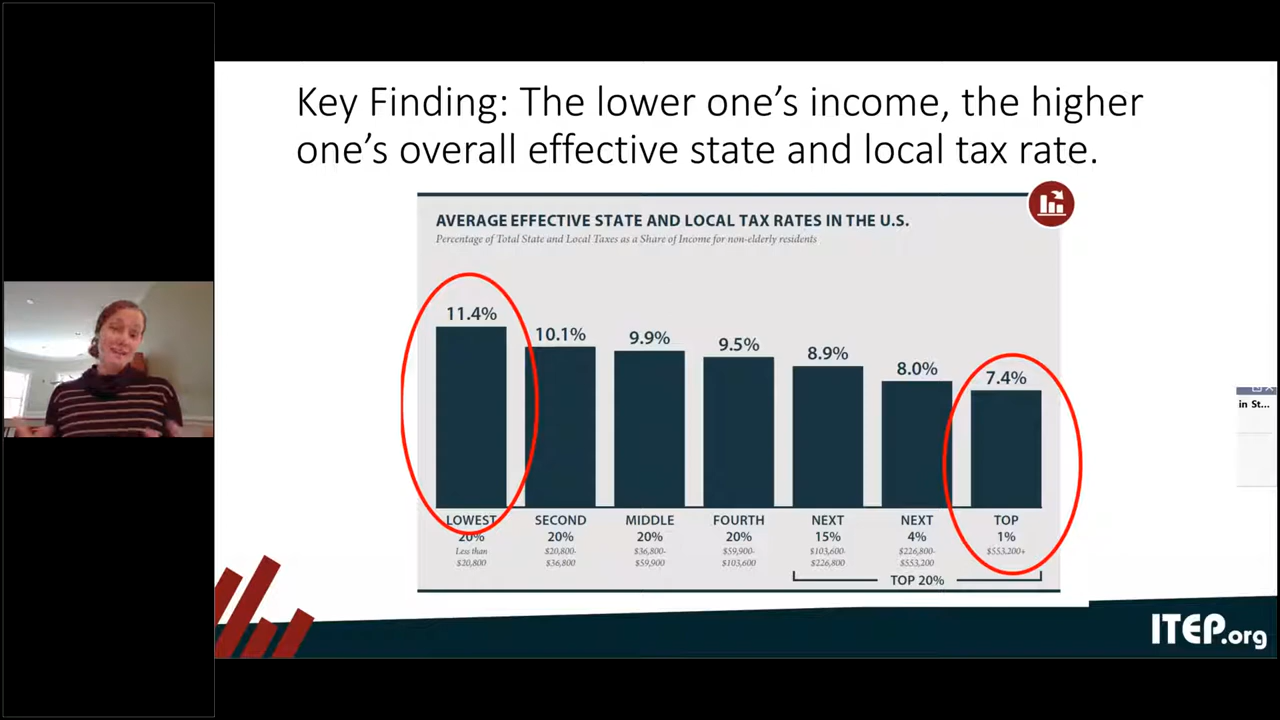 Key Finding: The lower one's income, the higher
one's overall effective state and local tax rate.
AVERAGE EFFECTIVE STATE AND LOCAL TAX RATES IN THE U.S.
Percentage of Total State and Local Taxes as a Share of Income for non-elderly residents
11.4%
10.1%
9.9%
9.5%
8.9%
8.0%
7.4%
LOWEST
20%
Less than
$20,800
SECOND
20%
$20,800-
$36,800
MIDDLE
20%
$36,800-
$59,900
FOURTH
20%
$59,900-
$103,600
NEXT
15%
$103,600-
$226,800
NEXT
4%
$226,800-
$553,200
TOP
1%
$553,200+
TOP 20%
in St...
ITEP.org